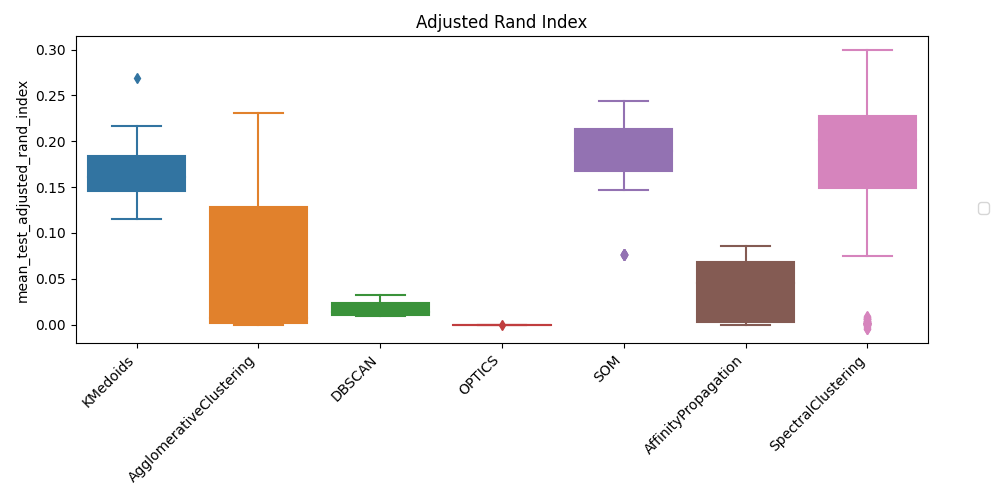 Adjusted Rand Index
mean_test_adjusted_rand_index
0.30
0.25
0.20
0.15
0.10
0.05
0.00
KMedoids
AgglomerativeClustering
DBSCAN
OPTICS
SOM
AffinityPropagation
SpectralClustering